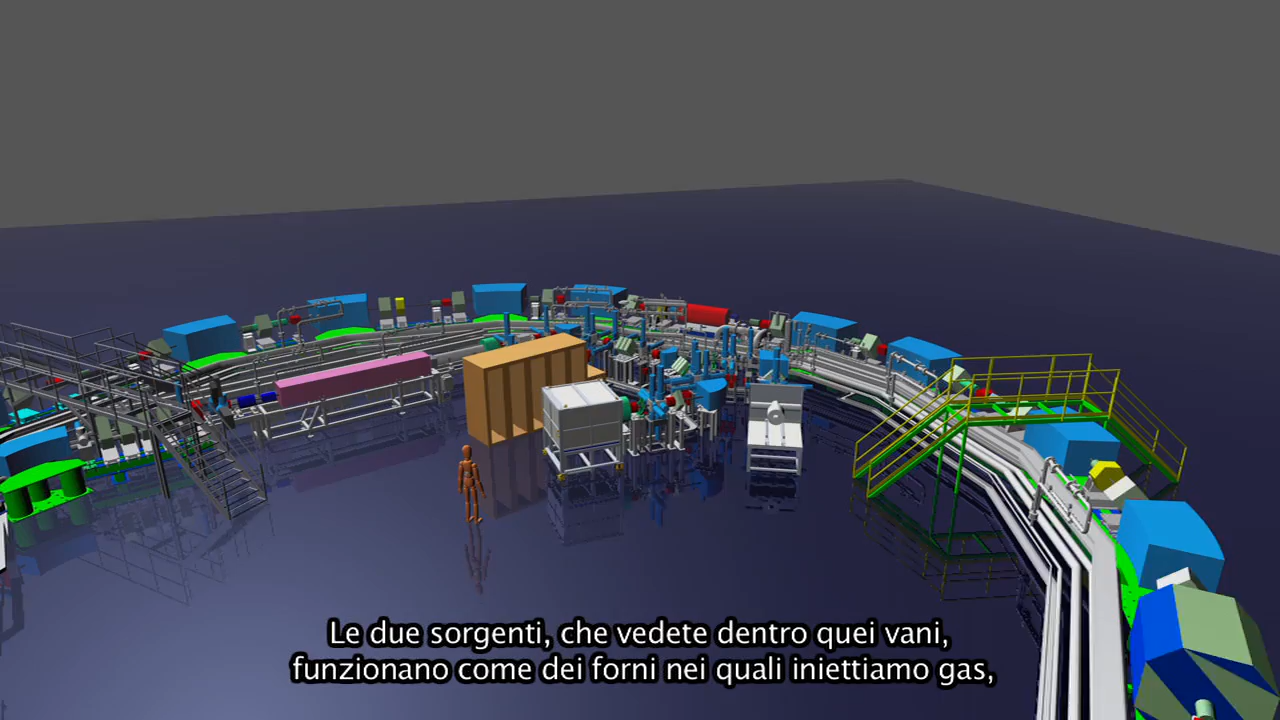 Le due sorgenti, che vedete dentro quei vani,
funzionano come dei forni nei quali iniettiamo gas,